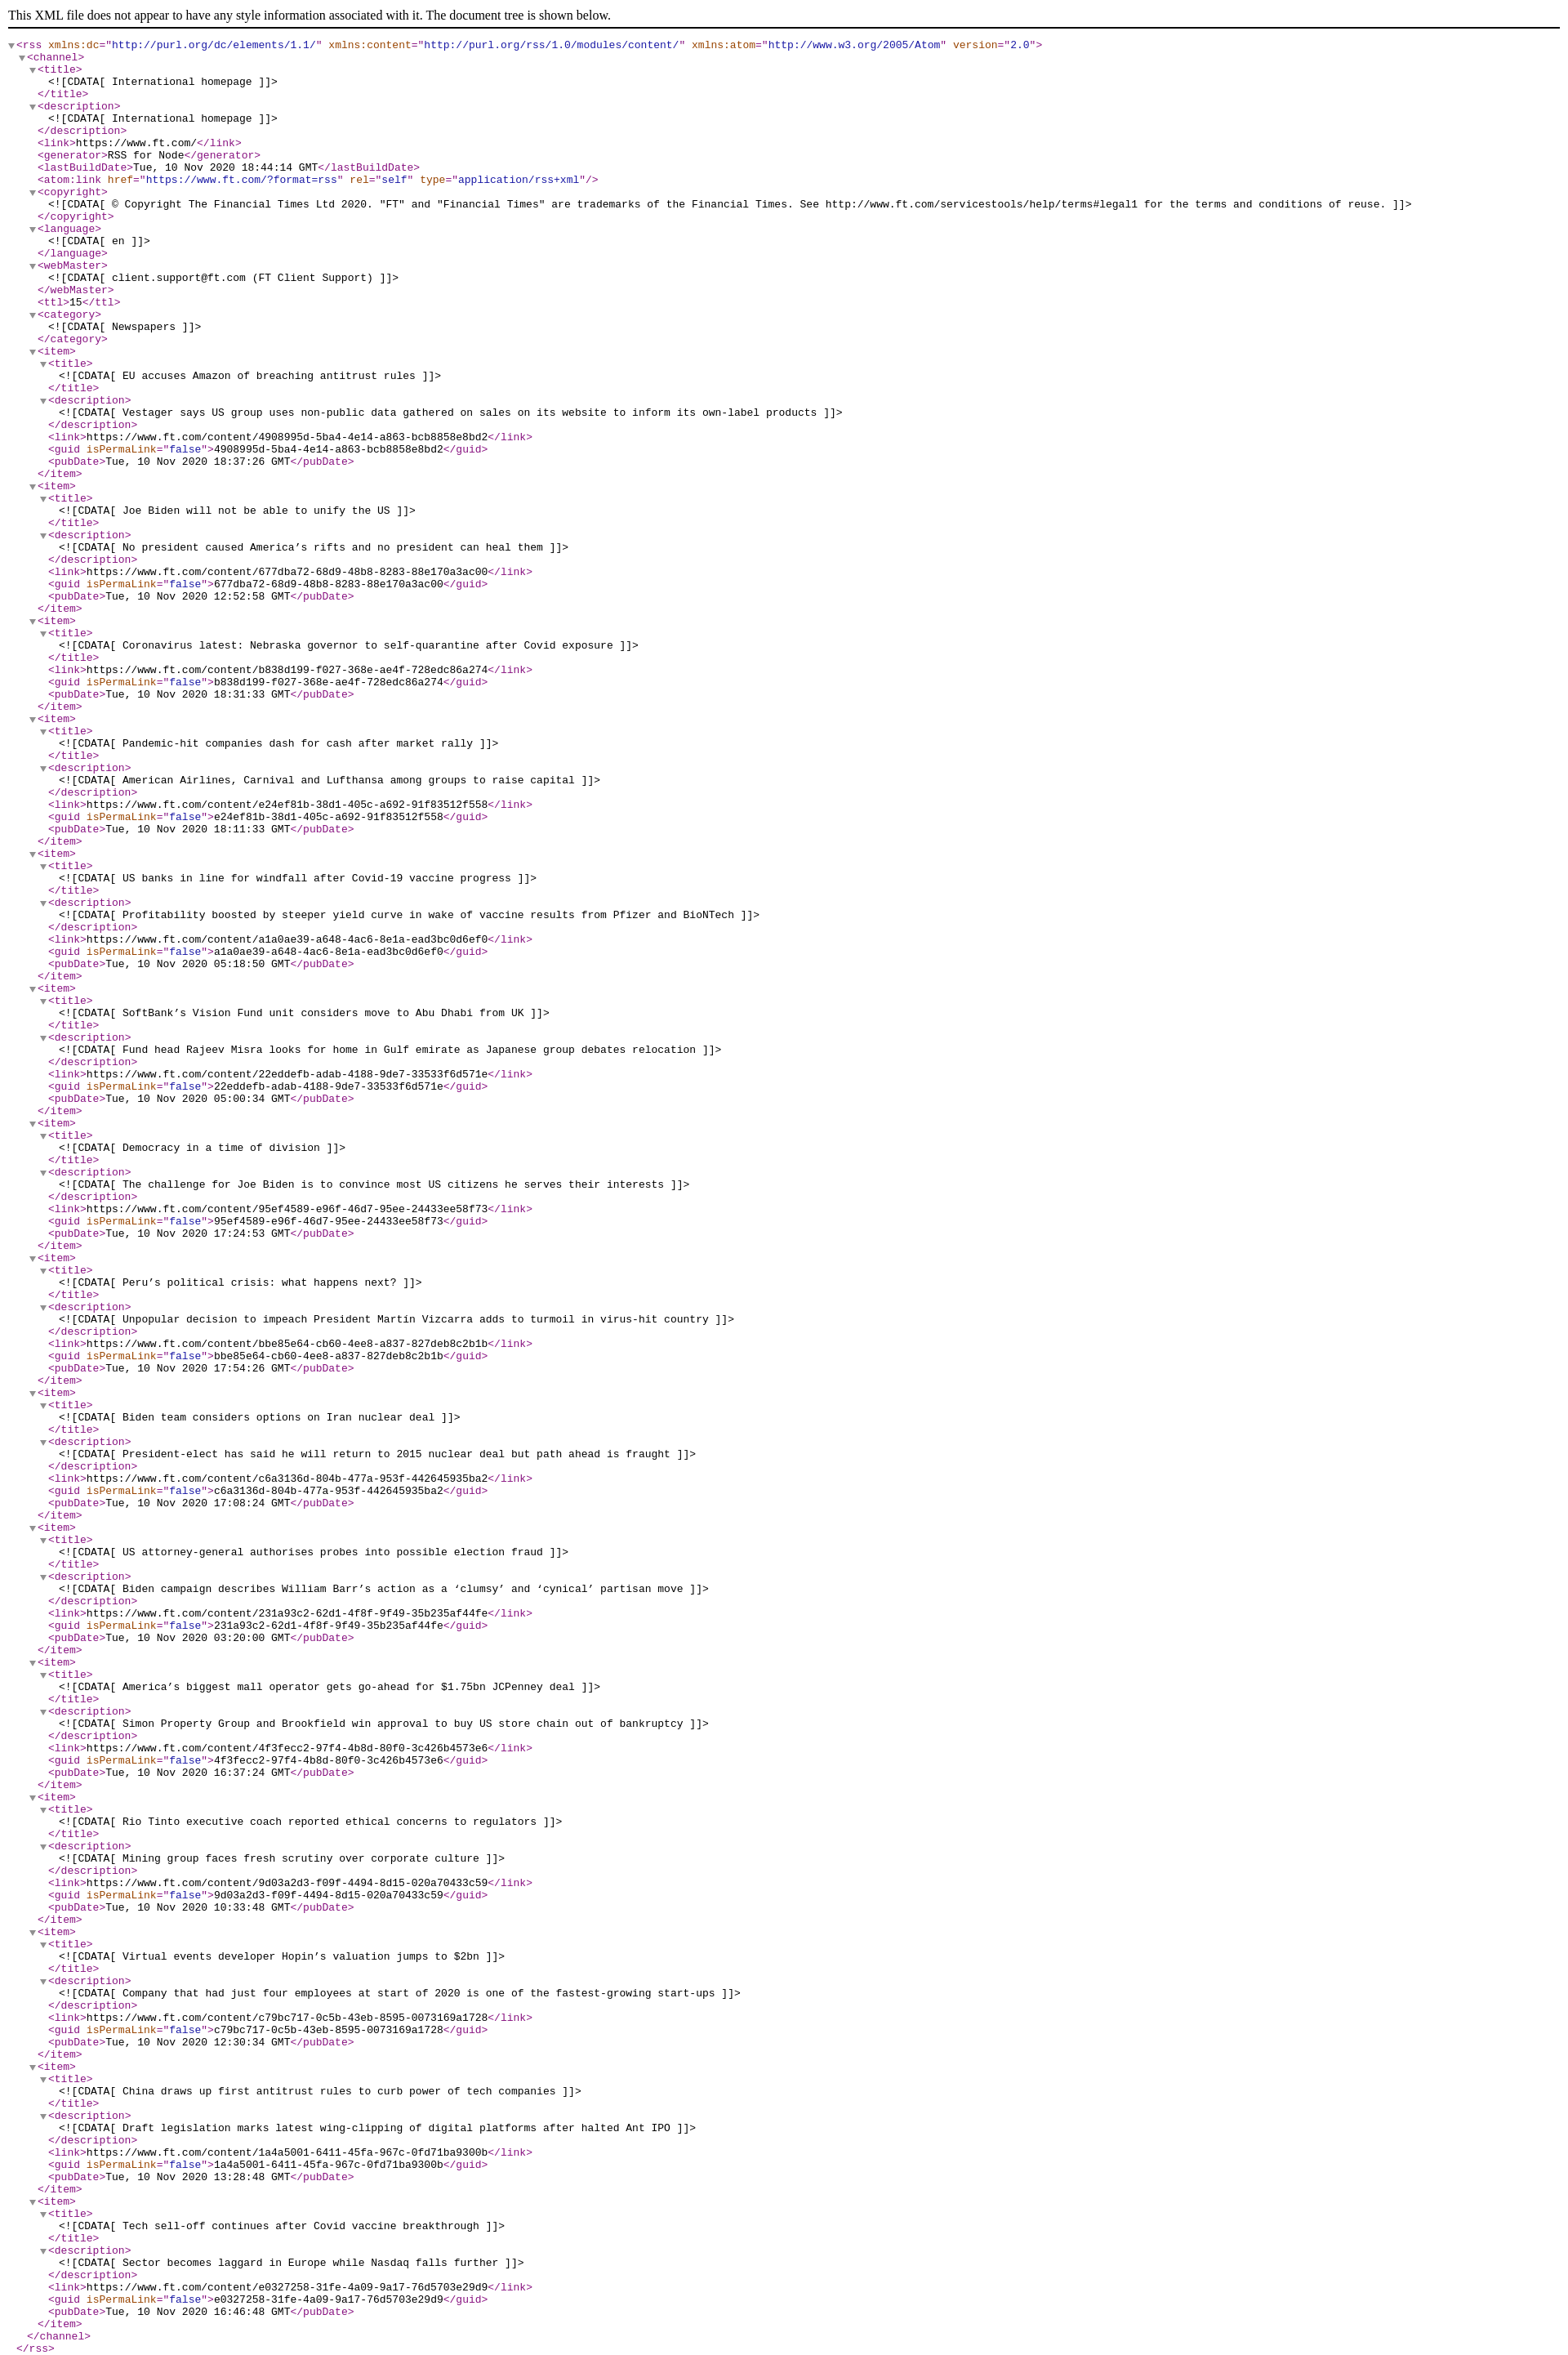 This XML file does not appear to have any style information associated with it. The document tree is shown below.
<rss xmlns:dc="http://purl.org/dc/elements/1.1/" xmlns:content="http://purl.org/rss/1.0/modules/content/" xmlns:atom="http://www.w3.org/2005/Atom" version="2.0">
<channel>
<title>
<![CDATA[ International homepage ]]>
</title>
<description>
<![CDATA[ International homepage ]]>
</description>
<link>https://www.ft.com/</link>
<generator>RSS for Node</generator>
<lastBuildDate>Tue, 10 Nov 2020 18:44:14 GMT</lastBuildDate>
<atom:link href="https://www.ft.com/?format=rss" rel="self" type="application/rss+xml"/>
<copyright>
<![CDATA[ © Copyright The Financial Times Ltd 2020. "FT" and "Financial Times" are trademarks of the Financial Times. See http://www.ft.com/servicestools/help/terms#legal1 for the terms and conditions of reuse. ]]>
</copyright>
<language>
<![CDATA[ en ]]>
</language>
<webMaster>
<![CDATA[ client.support@ft.com (FT Client Support) ]]>
</webMaster>
<ttl>15</ttl>
<category>
<![CDATA[ Newspapers ]]>
</category>
<item>
<title>
<![CDATA[ EU accuses Amazon of breaching antitrust rules ]]>
</title>
<description>
<![CDATA[ Vestager says US group uses non-public data gathered on sales on its website to inform its own-label products ]]>
</description>
<link>https://www.ft.com/content/4908995d-5ba4-4e14-a863-bcb8858e8bd2</link>
<guid isPermaLink="false">4908995d-5ba4-4e14-a863-bcb8858e8bd2</guid>
<pubDate>Tue, 10 Nov 2020 18:37:26 GMT</pubDate>
</item>
<item>
<title>
<![CDATA[ Joe Biden will not be able to unify the US ]]>
</title>
<description>
<![CDATA[ No president caused America’s rifts and no president can heal them ]]>
</description>
<link>https://www.ft.com/content/677dba72-68d9-48b8-8283-88e170a3ac00</link>
<guid isPermaLink="false">677dba72-68d9-48b8-8283-88e170a3ac00</guid>
<pubDate>Tue, 10 Nov 2020 12:52:58 GMT</pubDate>
</item>
<item>
<title>
<![CDATA[ Coronavirus latest: Nebraska governor to self-quarantine after Covid exposure ]]>
</title>
<link>https://www.ft.com/content/b838d199-f027-368e-ae4f-728edc86a274</link>
<guid isPermaLink="false">b838d199-f027-368e-ae4f-728edc86a274</guid>
<pubDate>Tue, 10 Nov 2020 18:31:33 GMT</pubDate>
</item>
<item>
<title>
<![CDATA[ Pandemic-hit companies dash for cash after market rally ]]>
</title>
<description>
<![CDATA[ American Airlines, Carnival and Lufthansa among groups to raise capital ]]>
</description>
<link>https://www.ft.com/content/e24ef81b-38d1-405c-a692-91f83512f558</link>
<guid isPermaLink="false">e24ef81b-38d1-405c-a692-91f83512f558</guid>
<pubDate>Tue, 10 Nov 2020 18:11:33 GMT</pubDate>
</item>
<item>
<title>
<![CDATA[ US banks in line for windfall after Covid-19 vaccine progress ]]>
</title>
<description>
<![CDATA[ Profitability boosted by steeper yield curve in wake of vaccine results from Pfizer and BioNTech ]]>
</description>
<link>https://www.ft.com/content/a1a0ae39-a648-4ac6-8e1a-ead3bc0d6ef0</link>
<guid isPermaLink="false">a1a0ae39-a648-4ac6-8e1a-ead3bc0d6ef0</guid>
<pubDate>Tue, 10 Nov 2020 05:18:50 GMT</pubDate>
</item>
<item>
<title>
<![CDATA[ SoftBank’s Vision Fund unit considers move to Abu Dhabi from UK ]]>
</title>
<description>
<![CDATA[ Fund head Rajeev Misra looks for home in Gulf emirate as Japanese group debates relocation ]]>
</description>
<link>https://www.ft.com/content/22eddefb-adab-4188-9de7-33533f6d571e</link>
<guid isPermaLink="false">22eddefb-adab-4188-9de7-33533f6d571e</guid>
<pubDate>Tue, 10 Nov 2020 05:00:34 GMT</pubDate>
</item>
<item>
<title>
<![CDATA[ Democracy in a time of division ]]>
</title>
<description>
<![CDATA[ The challenge for Joe Biden is to convince most US citizens he serves their interests ]]>
</description>
<link>https://www.ft.com/content/95ef4589-e96f-46d7-95ee-24433ee58f73</link>
<guid isPermaLink="false">95ef4589-e96f-46d7-95ee-24433ee58f73</guid>
<pubDate>Tue, 10 Nov 2020 17:24:53 GMT</pubDate>
</item>
<item>
<title>
<![CDATA[ Peru’s political crisis: what happens next? ]]>
</title>
<description>
<![CDATA[ Unpopular decision to impeach President Martín Vizcarra adds to turmoil in virus-hit country ]]>
</description>
<link>https://www.ft.com/content/bbe85e64-cb60-4ee8-a837-827deb8c2b1b</link>
<guid isPermaLink="false">bbe85e64-cb60-4ee8-a837-827deb8c2b1b</guid>
<pubDate>Tue, 10 Nov 2020 17:54:26 GMT</pubDate>
</item>
<item>
<title>
<![CDATA[ Biden team considers options on Iran nuclear deal ]]>
</title>
<description>
<![CDATA[ President-elect has said he will return to 2015 nuclear deal but path ahead is fraught ]]>
</description>
<link>https://www.ft.com/content/c6a3136d-804b-477a-953f-442645935ba2</link>
<guid isPermaLink="false">c6a3136d-804b-477a-953f-442645935ba2</guid>
<pubDate>Tue, 10 Nov 2020 17:08:24 GMT</pubDate>
</item>
<item>
<title>
<![CDATA[ US attorney-general authorises probes into possible election fraud ]]>
</title>
<description>
<![CDATA[ Biden campaign describes William Barr’s action as a ‘clumsy’ and ‘cynical’ partisan move ]]>
</description>
<link>https://www.ft.com/content/231a93c2-62d1-4f8f-9f49-35b235af44fe</link>
<guid isPermaLink="false">231a93c2-62d1-4f8f-9f49-35b235af44fe</guid>
<pubDate>Tue, 10 Nov 2020 03:20:00 GMT</pubDate>
</item>
<item>
<title>
<![CDATA[ America’s biggest mall operator gets go-ahead for $1.75bn JCPenney deal ]]>
</title>
<description>
<![CDATA[ Simon Property Group and Brookfield win approval to buy US store chain out of bankruptcy ]]>
</description>
<link>https://www.ft.com/content/4f3fecc2-97f4-4b8d-80f0-3c426b4573e6</link>
<guid isPermaLink="false">4f3fecc2-97f4-4b8d-80f0-3c426b4573e6</guid>
<pubDate>Tue, 10 Nov 2020 16:37:24 GMT</pubDate>
</item>
<item>
<title>
<![CDATA[ Rio Tinto executive coach reported ethical concerns to regulators ]]>
</title>
<description>
<![CDATA[ Mining group faces fresh scrutiny over corporate culture ]]>
</description>
<link>https://www.ft.com/content/9d03a2d3-f09f-4494-8d15-020a70433c59</link>
<guid isPermaLink="false">9d03a2d3-f09f-4494-8d15-020a70433c59</guid>
<pubDate>Tue, 10 Nov 2020 10:33:48 GMT</pubDate>
</item>
<item>
<title>
<![CDATA[ Virtual events developer Hopin’s valuation jumps to $2bn ]]>
</title>
<description>
<![CDATA[ Company that had just four employees at start of 2020 is one of the fastest-growing start-ups ]]>
</description>
<link>https://www.ft.com/content/c79bc717-0c5b-43eb-8595-0073169a1728</link>
<guid isPermaLink="false">c79bc717-0c5b-43eb-8595-0073169a1728</guid>
<pubDate>Tue, 10 Nov 2020 12:30:34 GMT</pubDate>
</item>
<item>
<title>
<![CDATA[ China draws up first antitrust rules to curb power of tech companies ]]>
</title>
<description>
<![CDATA[ Draft legislation marks latest wing-clipping of digital platforms after halted Ant IPO ]]>
</description>
<link>https://www.ft.com/content/1a4a5001-6411-45fa-967c-0fd71ba9300b</link>
<guid isPermaLink="false">1a4a5001-6411-45fa-967c-0fd71ba9300b</guid>
<pubDate>Tue, 10 Nov 2020 13:28:48 GMT</pubDate>
</item>
<item>
<title>
<![CDATA[ Tech sell-off continues after Covid vaccine breakthrough ]]>
</title>
<description>
<![CDATA[ Sector becomes laggard in Europe while Nasdaq falls further ]]>
</description>
<link>https://www.ft.com/content/e0327258-31fe-4a09-9a17-76d5703e29d9</link>
<guid isPermaLink="false">e0327258-31fe-4a09-9a17-76d5703e29d9</guid>
<pubDate>Tue, 10 Nov 2020 16:46:48 GMT</pubDate>
</item>
</channel>
</rss>